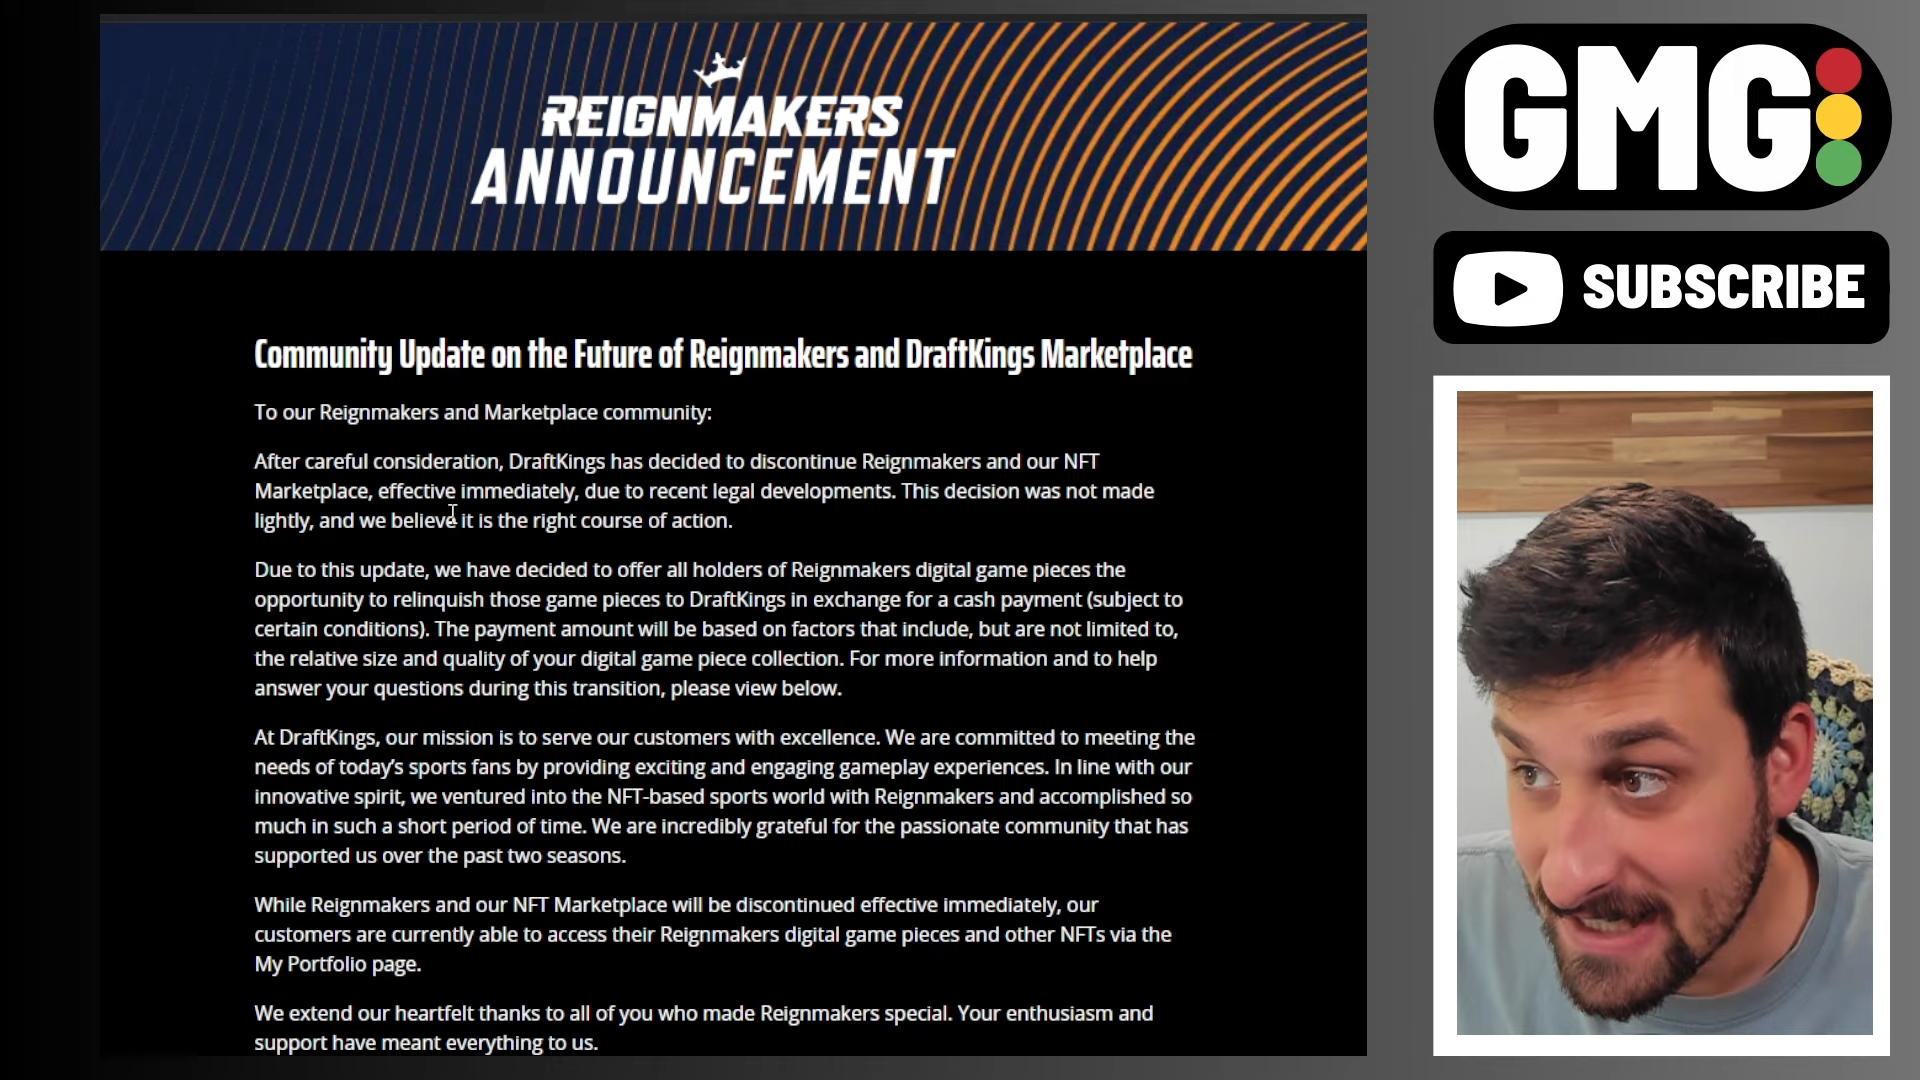 REIGNMAKERS
ANNOUNCEMENT
Community Update on the Future of Reignmakers and DraftKings Marketplace
To our Reignmakers and Marketplace community:
After careful consideration, DraftKings has decided to discontinue Reignmakers and our NFT
Marketplace, effective immediately, due to recent legal developments. This decision was not made
lightly, and we believe it is the right course of action.
Due to this update, we have decided to offer all holders of Reignmakers digital game pieces the
opportunity to relinquish those game pieces to DraftKings in exchange for a cash payment (subject to
certain conditions). The payment amount will be based on factors that include, but are not limited to,
the relative size and quality of your digital game piece collection. For more information and to help
answer your questions during this transition, please view below.
At DraftKings, our mission is to serve our customers with excellence. We are committed to meeting the
needs of today’s sports fans by providing exciting and engaging gameplay experiences. In line with our
innovative spirit, we ventured into the NFT-based sports world with Reignmakers and accomplished so
much in such a short period of time. We are incredibly grateful for the passionate community that has
supported us over the past two seasons.
While Reignmakers and our NFT Marketplace will be discontinued effective immediately, our
customers are currently able to access their Reignmakers digital game pieces and other NFTs via the
My Portfolio page.
We extend our heartfelt thanks to all of you who made Reignmakers special. Your enthusiasm and
support have meant everything to us.
GMG
SUBSCRIBE